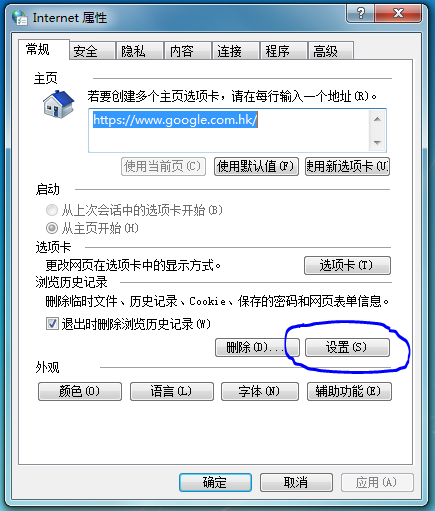 Internet 属性
常规 安全 隐私 内容 连接 程序 高级
主页
若要创建多个主页选项卡，请在每行输入一个地址(R)。
https://www.google.com.hk/
使用当前页(C) 使用默认值(F) 使用新选项卡(U
启动
从上次会话中的选项卡开始(B)
从主页开始(H)
选项卡
更改网页在选项卡中的显示方式。 选项卡(T)
浏览历史记录
删除临时文件、历史记录、Cookie、保存的密码和网页表单信息。
退出时删除浏览历史记录(W)
删除(D)... 设置(S)
外观
颜色(O) 语言(L) 字体(N) 辅助功能(E)
确定 取消 应用(A)